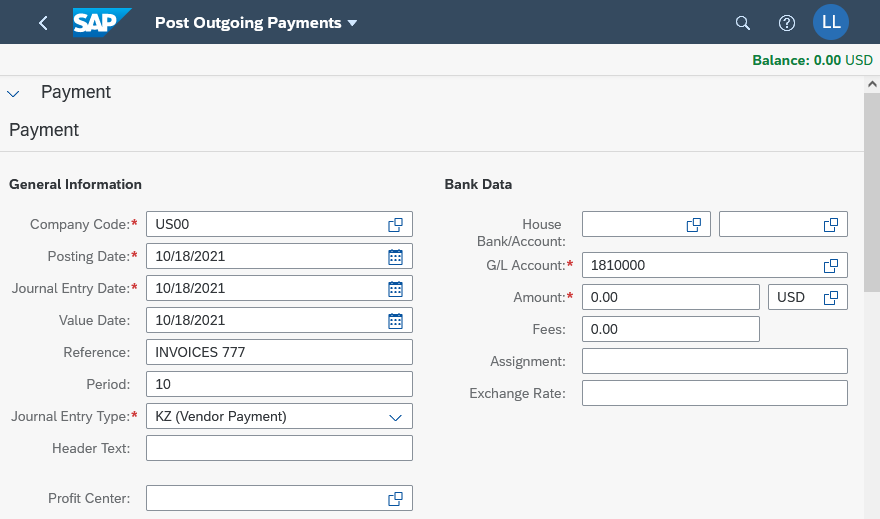 SAP Post Outgoing Payments LL
Balance: 0.00 USD
Payment
Payment
General Information
Company Code:* US00
Posting Date:* 10/18/2021
Journal Entry Date:* 10/18/2021
Value Date: 10/18/2021
Reference: INVOICES 777
Period: 10
Journal Entry Type:* KZ (Vendor Payment)
Header Text:
Profit Center:
Bank Data
House
Bank/Account:
G/L Account:* 1810000
Amount:* 0.00 USD
Fees: 0.00
Assignment:
Exchange Rate: